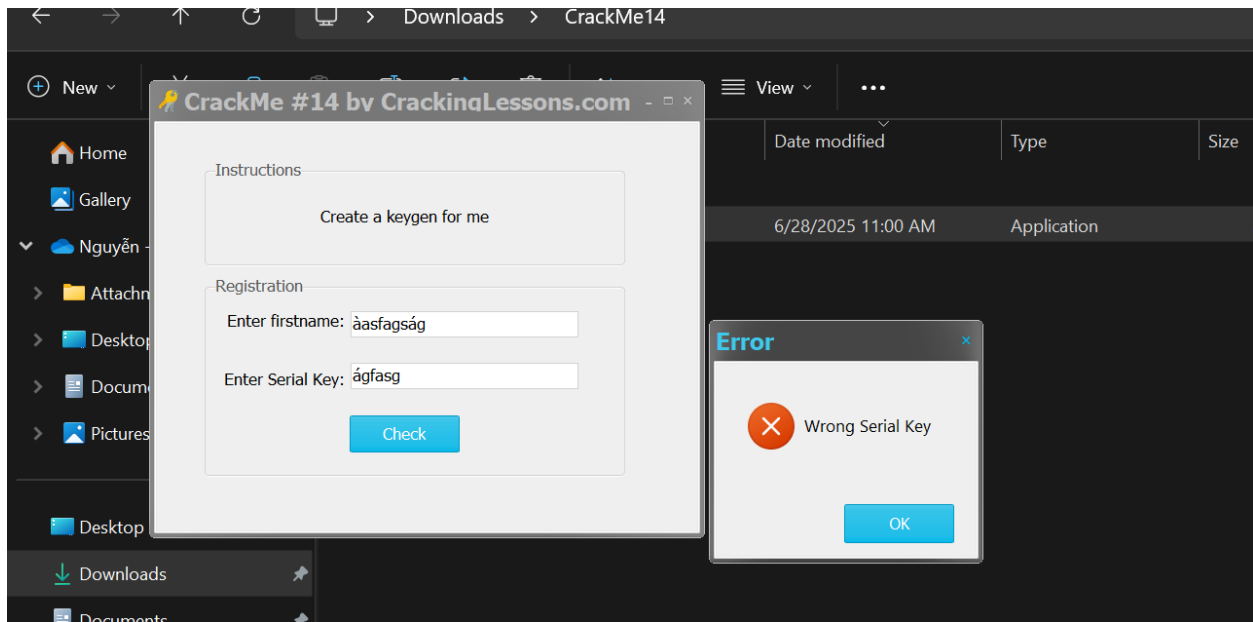 Downloads > CrackMe14
New
View
CrackMe #14 by CrackingLessons.com
Date modified
Type
Size
Home
Gallery
Nguyễn -
Instructions
Create a keygen for me
6/28/2025 11:00 AM
Application
Registration
Enter firstname:
àasfagság
Enter Serial Key:
ágfasg
Check
Error
Wrong Serial Key
OK
Pictures
Desktop
Downloads
Documents